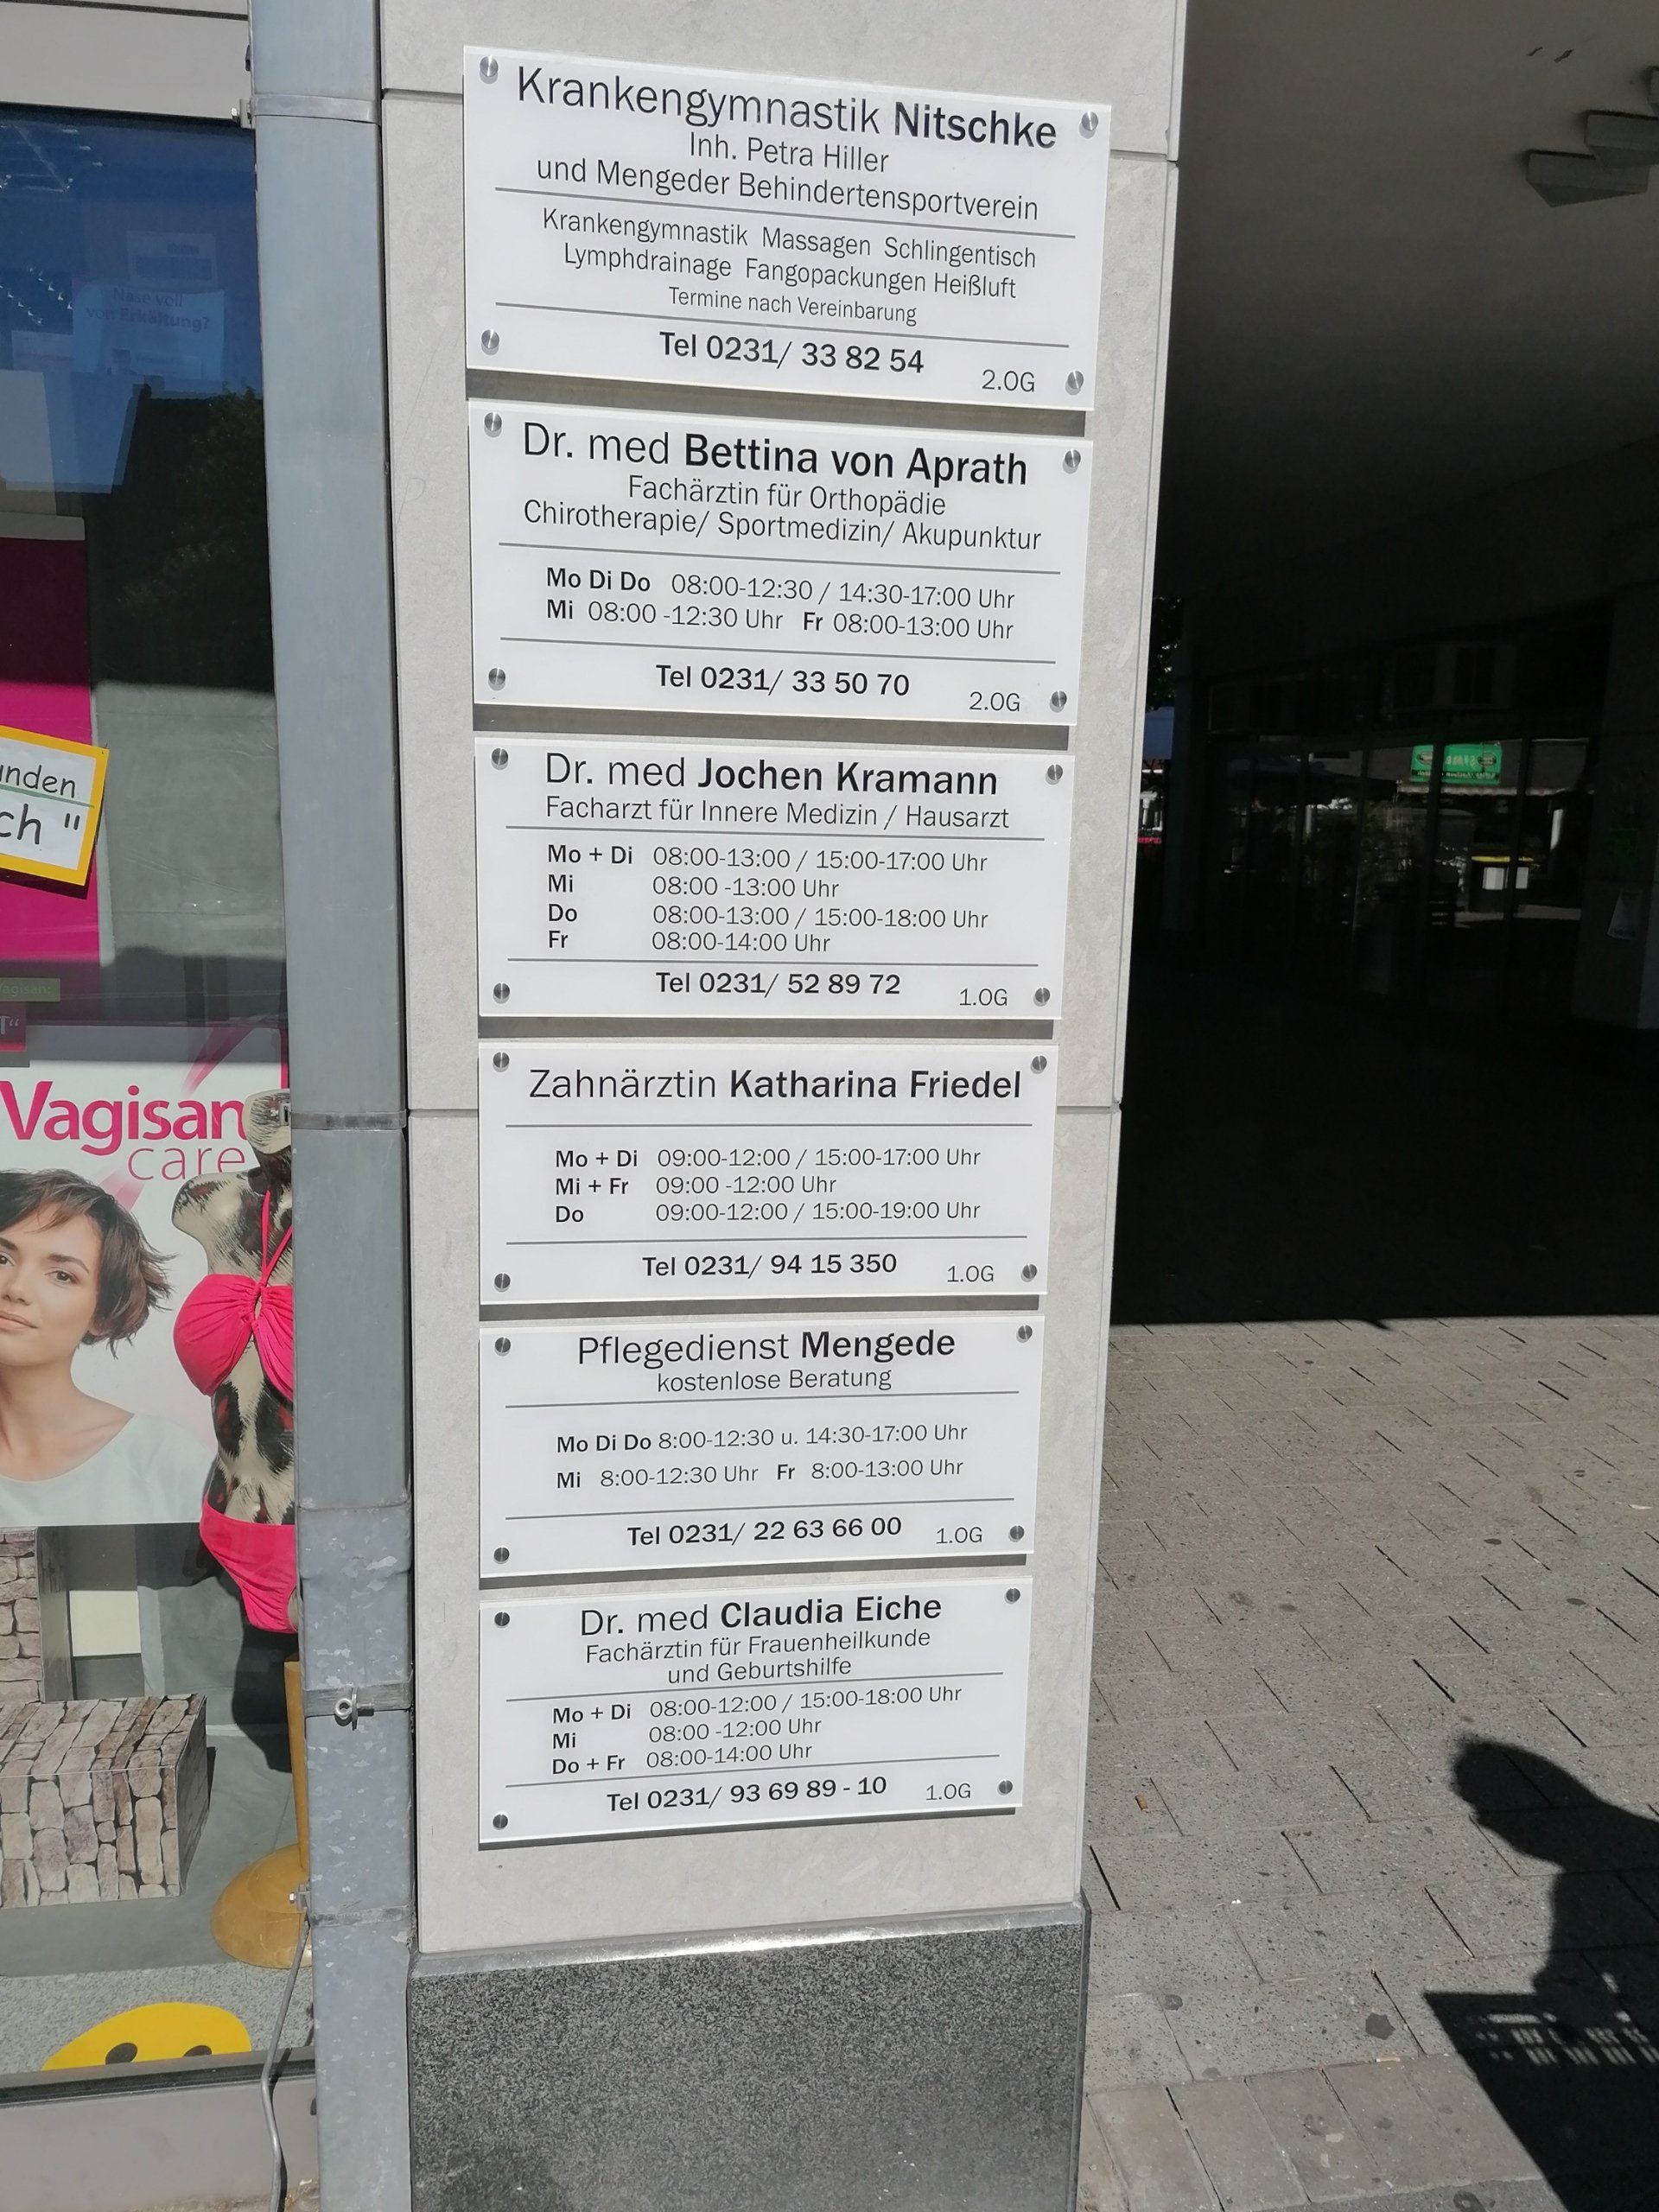 Krankengymnastik Nitschke
Inh. Petra Hiller
und Mengeder Behindertensportverein
Krankengymnastik Massagen Schlingentisch
Lymphdrainage Fangopackungen Heißluft
Termine nach Vereinbarung
Tel 0231/ 33 82 54
2.OG
Dr. med Bettina von Aprath
Fachärztin für Orthopädie
Chirotherapie/ Sportmedizin/ Akupunktur
Mo Di Do 08:00-12:30 / 14:30-17:00 Uhr
Mi 08:00 -12:30 Uhr Fr 08:00-13:00 Uhr
Tel 0231/ 33 50 70
2.OG
Dr. med Jochen Kramann
Facharzt für Innere Medizin / Hausarzt
Mo + Di 08:00-13:00 / 15:00-17:00 Uhr
Mi 08:00 -13:00 Uhr
Do 08:00-13:00 / 15:00-18:00 Uhr
Fr 08:00-14:00 Uhr
Tel 0231/ 52 89 72
1.OG
Zahnärztin Katharina Friedel
Mo + Di 09:00-12:00 / 15:00-17:00 Uhr
Mi + Fr 09:00 -12:00 Uhr
Do 09:00-12:00 / 15:00-19:00 Uhr
Tel 0231/ 94 15 350
1.OG
Pflegedienst Mengede
kostenlose Beratung
Mo Di Do 8:00-12:30 u. 14:30-17:00 Uhr
Mi 8:00-12:30 Uhr Fr 8:00-13:00 Uhr
Tel 0231/ 22 63 66 00
1.OG
Dr. med Claudia Eiche
Fachärztin für Frauenheilkunde
und Geburtshilfe
Mo + Di 08:00-12:00 / 15:00-18:00 Uhr
Mi 08:00 -12:00 Uhr
Do + Fr 08:00-14:00 Uhr
Tel 0231/ 93 69 89 - 10
1.OG
Nase voll
von Erkältung?
unden
ch "
Vagisan
care